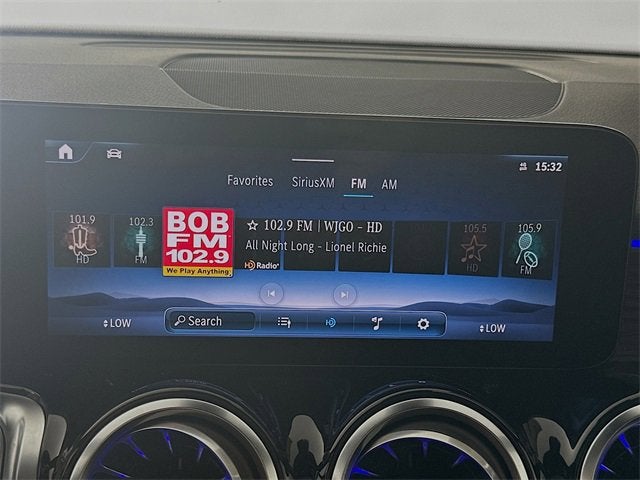 15:32
Favorites SiriusXM FM AM
101.9
HD
102.3
FM
BOB
FM
102.9
We Play Anything
☆ 102.9 FM | WJGO - HD
All Night Long - Lionel Richie
HD Radio
105.5
HD
105.9
FM
LOW
Search
HD
LOW